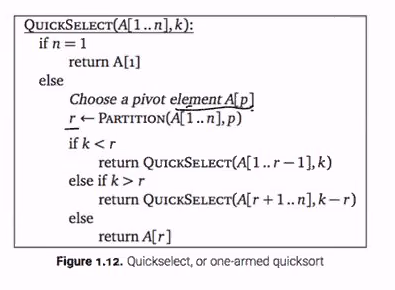 QUICKSELECT(A[1..n], k):
if n = 1
return A[1]
else
Choose a pivot element A[p]
r ← PARTITION(A[1..n], p)
if k < r
return QUICKSELECT(A[1..r − 1], k)
else if k > r
return QUICKSELECT(A[r + 1..n], k − r)
else
return A[r]
Figure 1.12. Quickselect, or one-armed quicksort